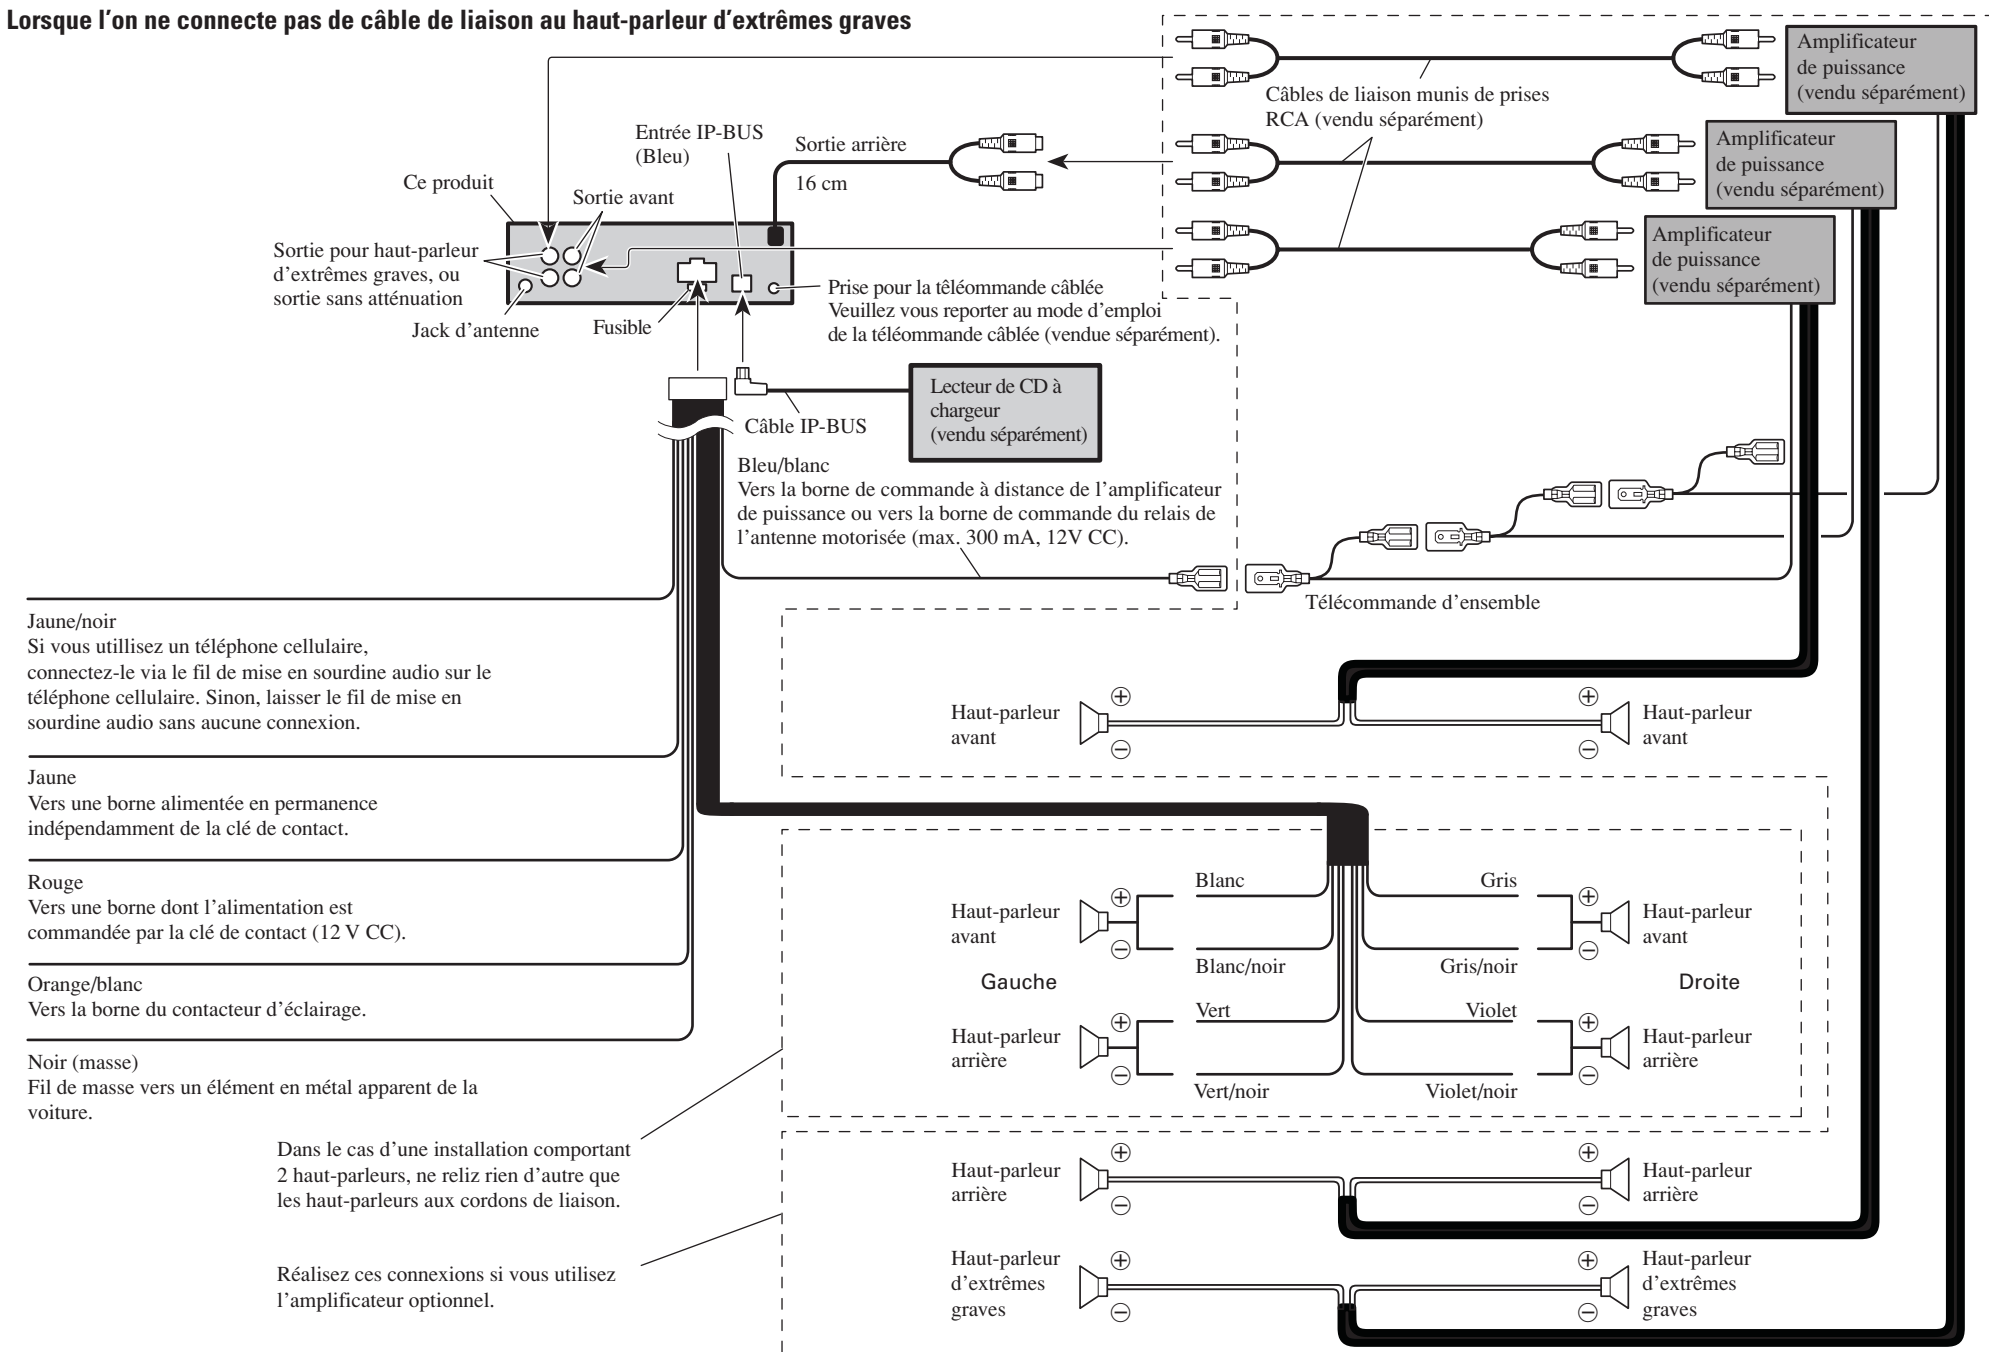 Lorsque l'on ne connecte pas de câble de liaison au haut-parleur d'extrêmes graves
Amplificateur
de puissance
(vendu séparément)
Câbles de liaison munis de prises
RCA (vendu séparément)
Entrée IP-BUS
(Bleu)
Sortie arrière
16 cm
Amplificateur
de puissance
(vendu séparément)
Ce produit
Sortie avant
Sortie pour haut-parleur
d'extrêmes graves, ou
sortie sans atténuation
Amplificateur
de puissance
(vendu séparément)
Jack d'antenne
Fusible
Prise pour la têléommande câblée
Veuillez vous reporter au mode d'emploi
de la téléommande câblée (vendue séparément).
Lecteur de CD à
chargeur
(vendu séparément)
Câble IP-BUS
Bleu/blanc
Vers la borne de commande à distance de l'amplificateur
de puissance ou vers la borne de commande du relais de
l'antenne motorisée (max. 300 mA, 12V CC).
Télécommande d'ensemble
Jaune/noir
Si vous utillisez un téléphone cellulaire,
connectez-le via le fil de mise en sourdine audio sur le
téléphone cellulaire. Sinon, laisser le fil de mise en
sourdine audio sans aucune connexion.
Haut-parleur
avant
⊕
⊖
⊕
⊖
Haut-parleur
avant
Jaune
Vers une borne alimentée en permanence
indépendamment de la clé de contact.
Rouge
Vers une borne dont l'alimentation est
commandée par la clé de contact (12 V CC).
Orange/blanc
Vers la borne du contacteur d'éclairage.
Noir (masse)
Fil de masse vers un élément en métal apparent de la
voiture.
Haut-parleur
avant
⊕
⊖
Blanc
Blanc/noir
Gris
Gris/noir
⊕
⊖
Haut-parleur
avant
Gauche
Droite
Haut-parleur
arrière
⊕
⊖
Vert
Vert/noir
Violet
Violet/noir
⊕
⊖
Haut-parleur
arrière
Dans le cas d'une installation comportant
2 haut-parleurs, ne reliz rien d'autre que
les haut-parleurs aux cordons de liaison.
Haut-parleur
arrière
⊕
⊖
⊕
⊖
Haut-parleur
arrière
Réalisez ces connexions si vous utilisez
l'amplificateur optionnel.
Haut-parleur
d'extrêmes
graves
⊕
⊖
⊕
⊖
Haut-parleur
d'extrêmes
graves